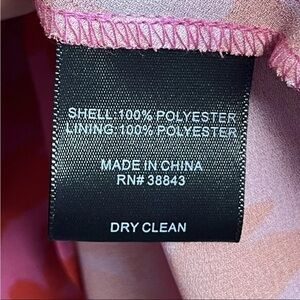 SHELL:100% POLYESTER
LINING:100% POLYESTER
MADE IN CHINA
RN# 38843
DRY CLEAN